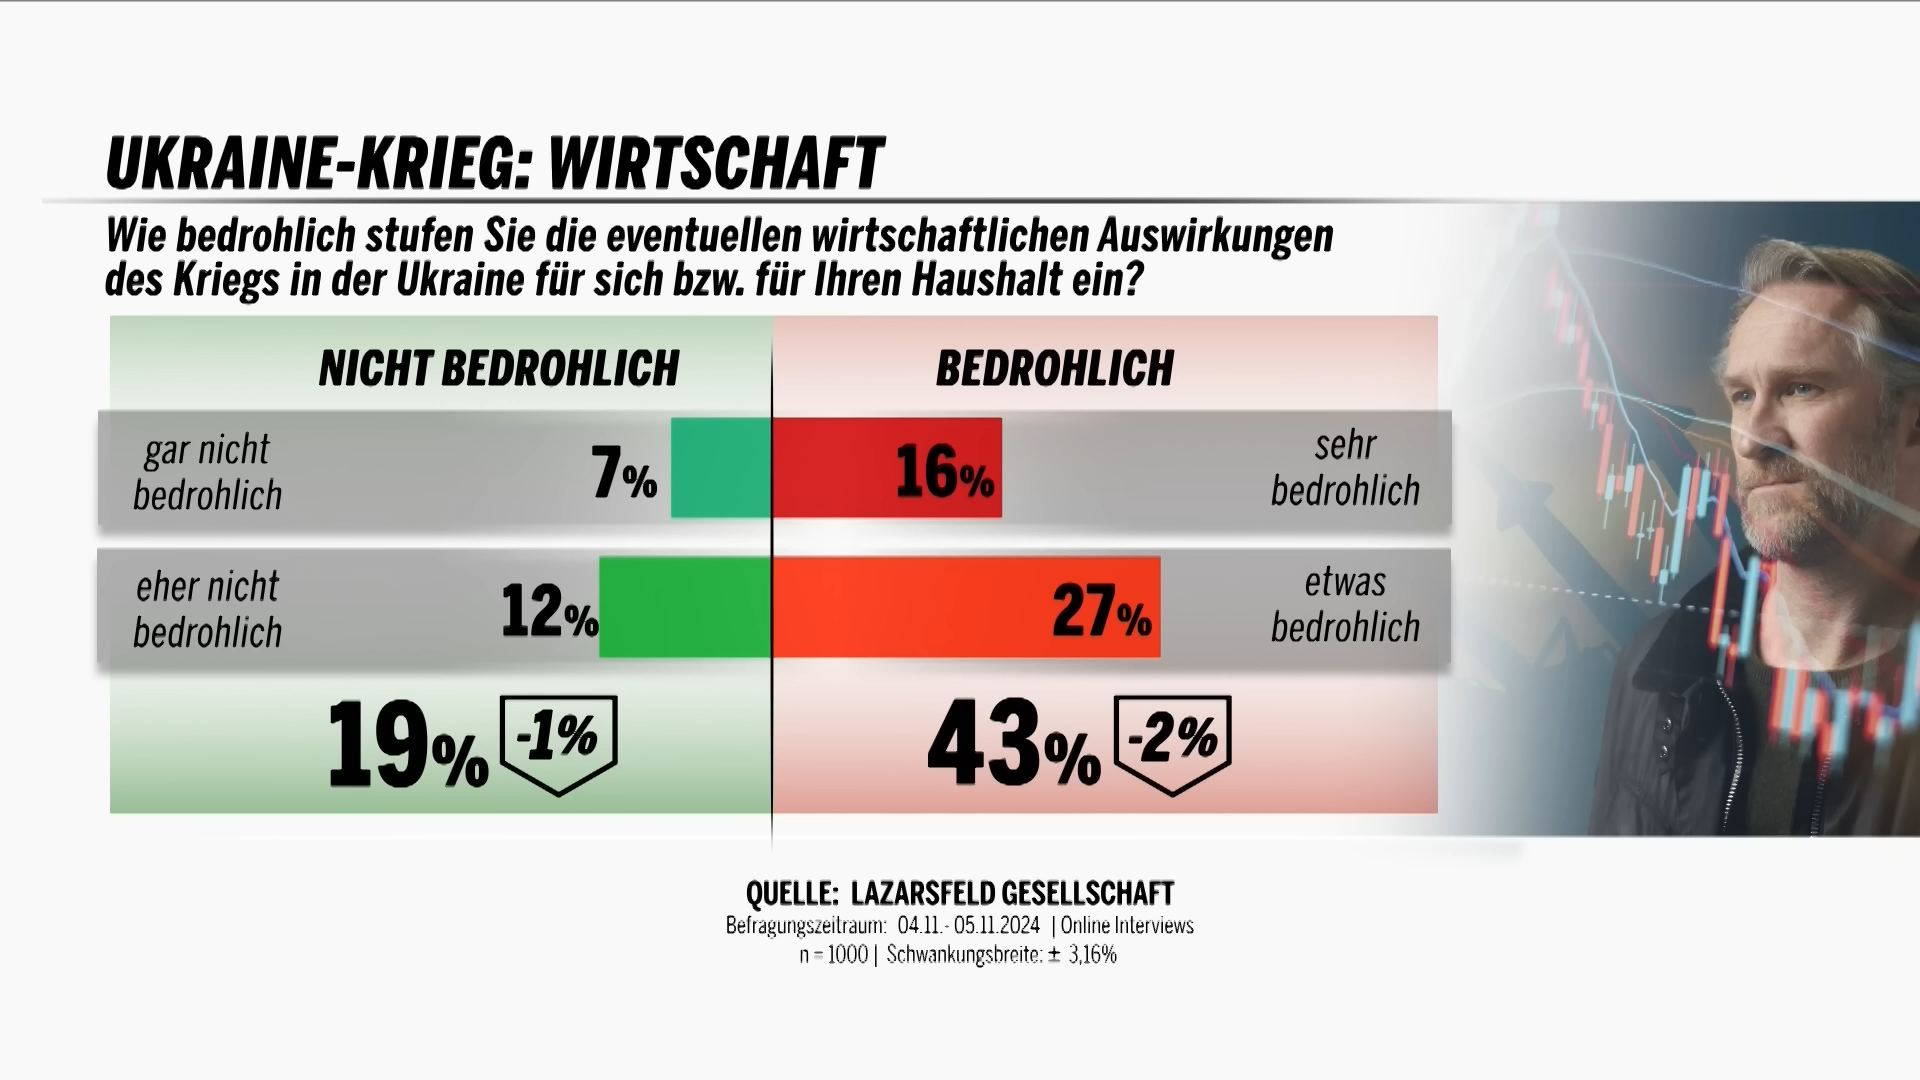 UKRAINE-KRIEG: WIRTSCHAFT
Wie bedrohlich stufen Sie die eventuellen wirtschaftlichen Auswirkungen
des Kriegs in der Ukraine für sich bzw. für Ihren Haushalt ein?
NICHT BEDROHLICH
BEDROHLICH
gar nicht
bedrohlich
7%
16%
sehr
bedrohlich
eher nicht
bedrohlich
12%
27%
etwas
bedrohlich
19% -1%
43% -2%
QUELLE: LAZARSFELD GESELLSCHAFT
Befragungszeitraum: 04.11.- 05.11.2024 | Online Interviews
n = 1000 | Schwankungsbreite: ± 3,16%